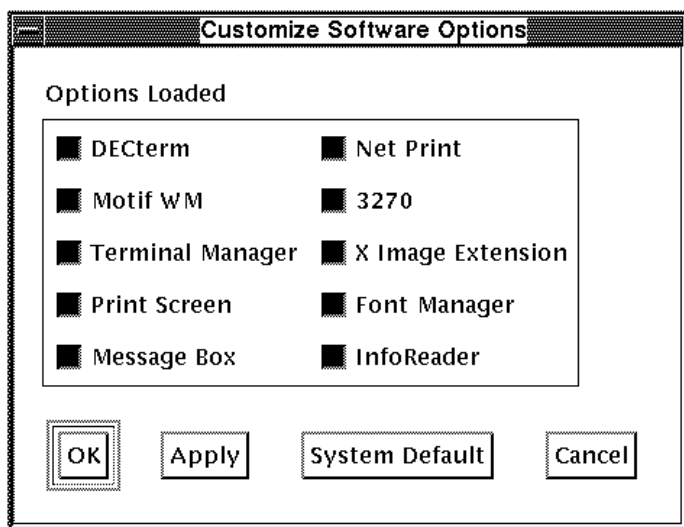 Customize Software Options
Options Loaded
DECterm
Net Print
Motif WM
3270
Terminal Manager
X Image Extension
Print Screen
Font Manager
Message Box
InfoReader
OK
Apply
System Default
Cancel